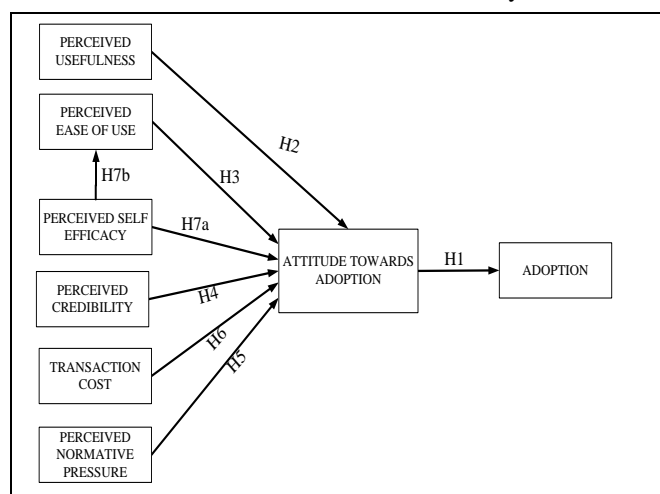 PERCEIVED
USEFULNESS
PERCEIVED
EASE OF USE
H2
H3
H7b
H7a
PERCEIVED SELF
EFFICACY
ATTITUDE TOWARDS
ADOPTION
H1
ADOPTION
PERCEIVED
CREDIBILITY
H4
H6
H5
TRANSACTION
COST
PERCEIVED
NORMATIVE
PRESSURE